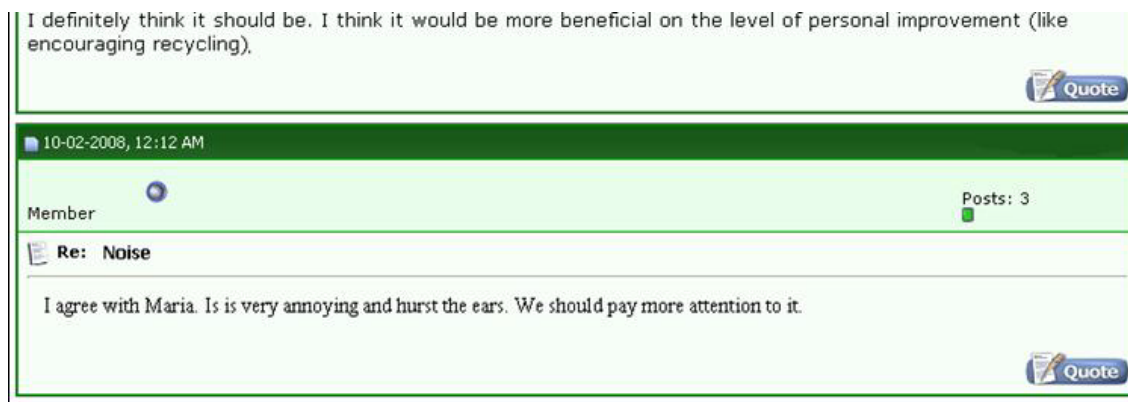 I definitely think it should be. I think it would be more beneficial on the level of personal improvement (like
encouraging recycling).
Quote
10-02-2008, 12:12 AM
Member
Posts: 3
Re: Noise
I agree with Maria. Is is very annoying and hurst the ears. We should pay more attention to it.
Quote